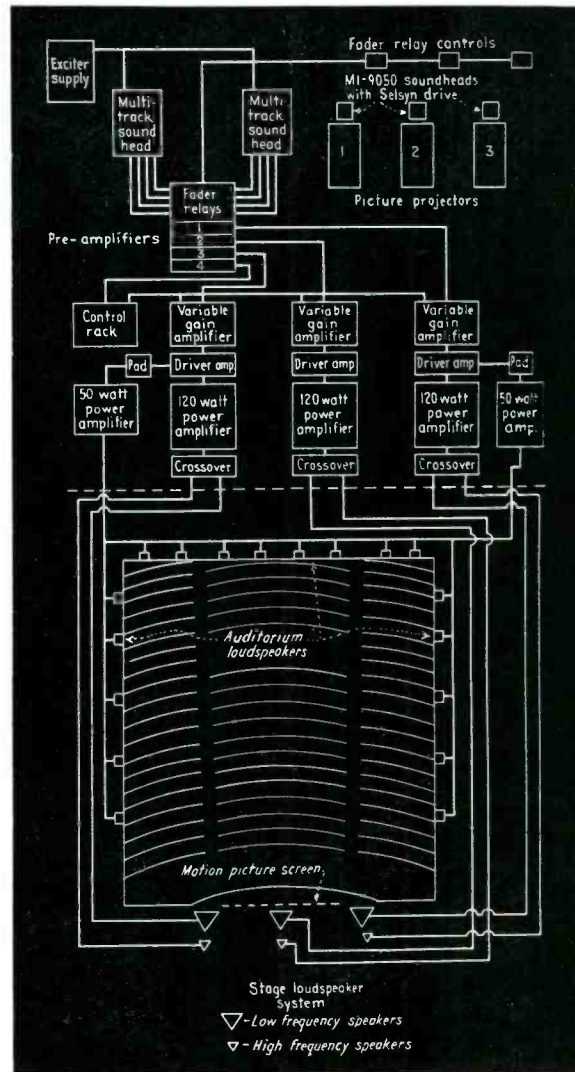 Exciter
supply
Fader relay controls
MI-9050 soundheads
with Selsyn drive
Multi-
track
sound
head
Multi-
track
sound
head
1
2
3
Picture projectors
Fader
relays
Pre-amplifiers
1
2
3
4
Control
rack
Variable
gain
amplifier
Variable
gain
amplifier
Variable
gain
amplifier
Pad
Driver amp
Driver amp.
Driver amp
Pad
50 watt
power
amplifier
120 watt
power
amplifier
120 watt
power
amplifier
120 watt
power
amplifier
50 watt
power
amp.
Crossover
Crossover
Crossover
Auditorium
loudspeakers
Motion picture screen
Stage loudspeaker
system
-Low frequency speakers
-High frequency speakers